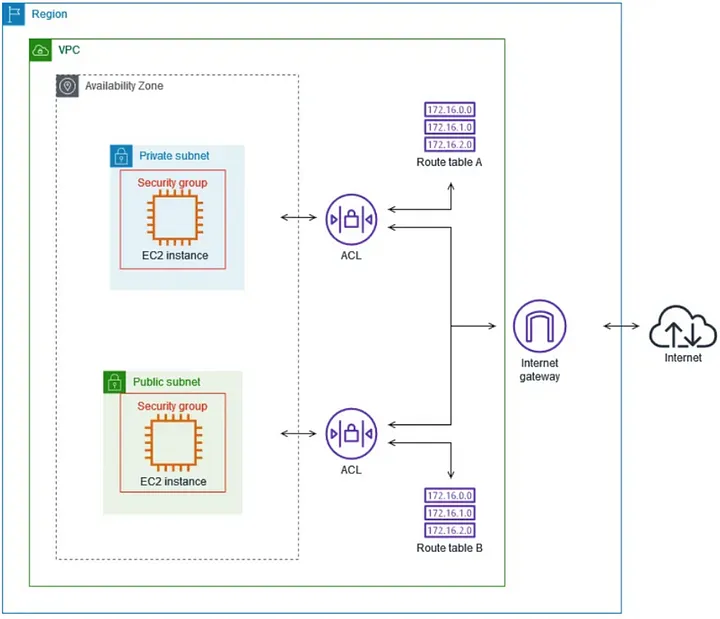 Region
VPC
Availability Zone
Private subnet
Security group
EC2 instance
ACL
172.16.0.0
172.16.1.0
172.16.2.0
Route table A
Internet
gateway
Internet
Public subnet
Security group
EC2 instance
ACL
172.16.0.0
172.16.1.0
172.16.2.0
Route table B